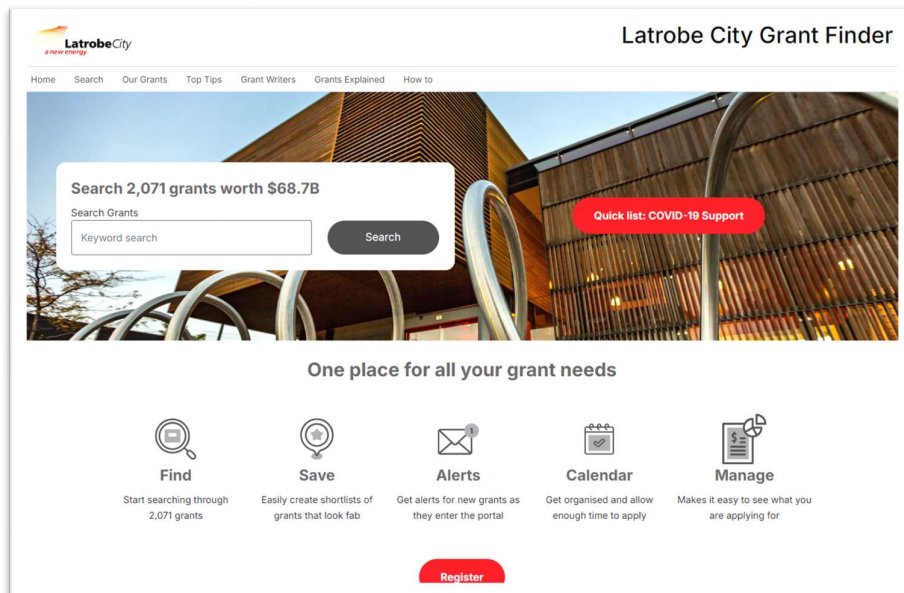 LatrobeCity
a new energy
Latrobe City Grant Finder
Home Search Our Grants Top Tips Grant Writers Grants Explained How to
Search 2,071 grants worth $68.7B
Search Grants
Keyword search
Search
Quick list: COVID-19 Support
One place for all your grant needs
1
$
Find Save Alerts Calendar Manage
Start searching through Easily create shortlists of Get alerts for new grants as Get organised and allow Makes it easy to see what you
2,071 grants grants that look fab they enter the portal enough time to apply are applying for
Register